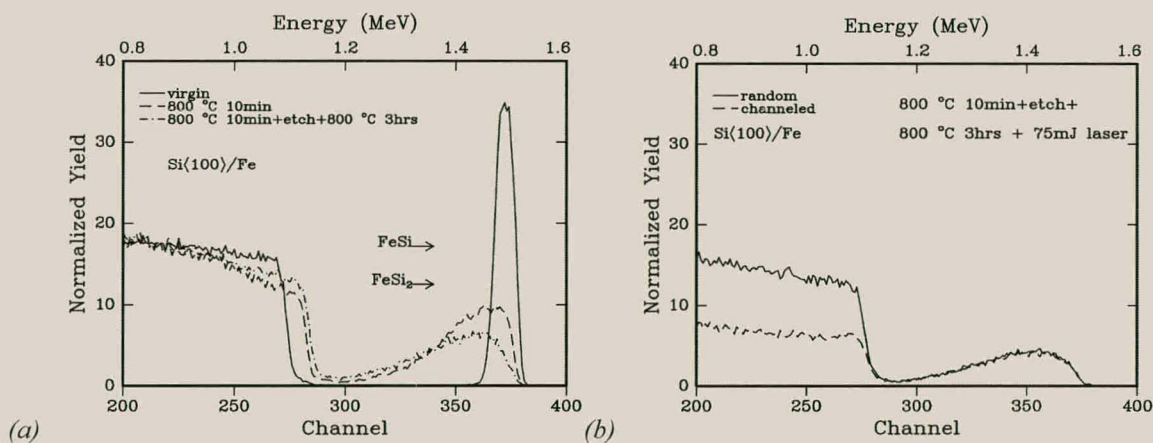 Energy (MeV)
0.8 1.0 1.2 1.4 1.6
40
30
20
10
0
Normalized Yield
virgin
800 °C 10min
800 °C 10min+etch+800 °C 3hrs
Si⟨100⟩/Fe
FeSi
FeSi₂
200 250 300 350 400
Channel
(a)
Energy (MeV)
0.8 1.0 1.2 1.4 1.6
40
30
20
10
0
Normalized Yield
random
channeled
800 °C 10min+etch+
Si⟨100⟩/Fe
800 °C 3hrs + 75mJ laser
200 250 300 350 400
Channel
(b)